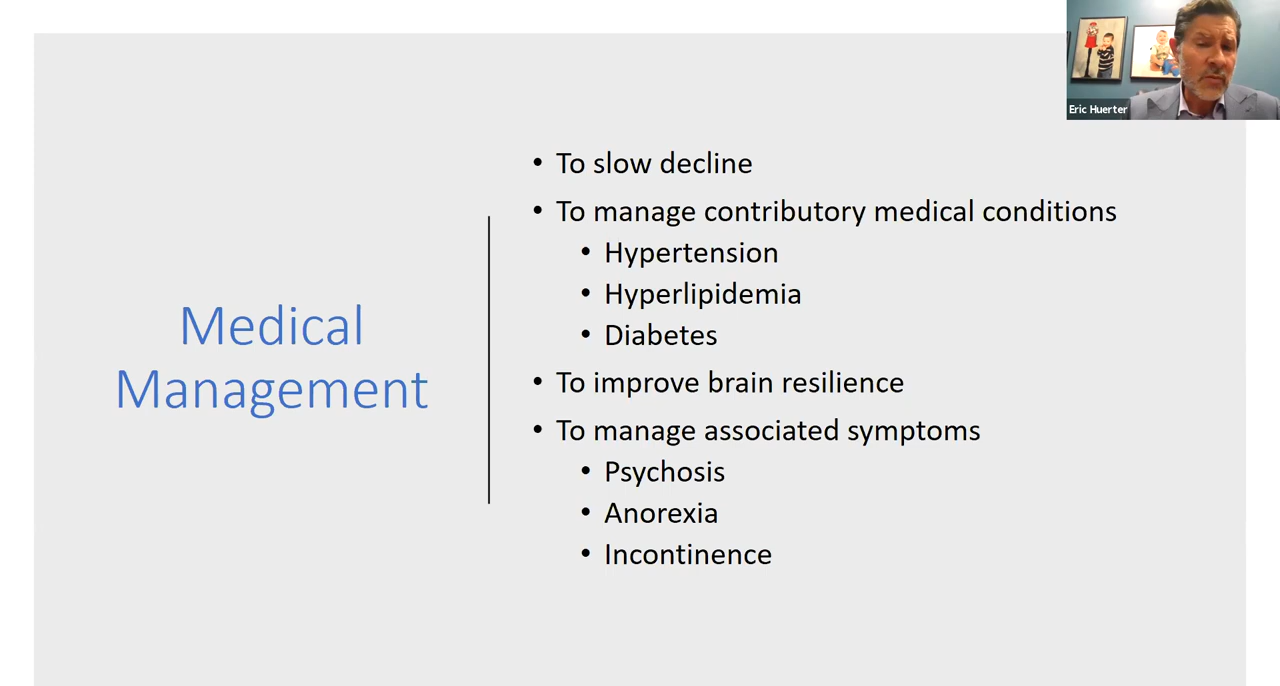 Eric Huerter
Medical
Management
• To slow decline
• To manage contributory medical conditions
• Hypertension
• Hyperlipidemia
• Diabetes
• To improve brain resilience
• To manage associated symptoms
• Psychosis
• Anorexia
• Incontinence